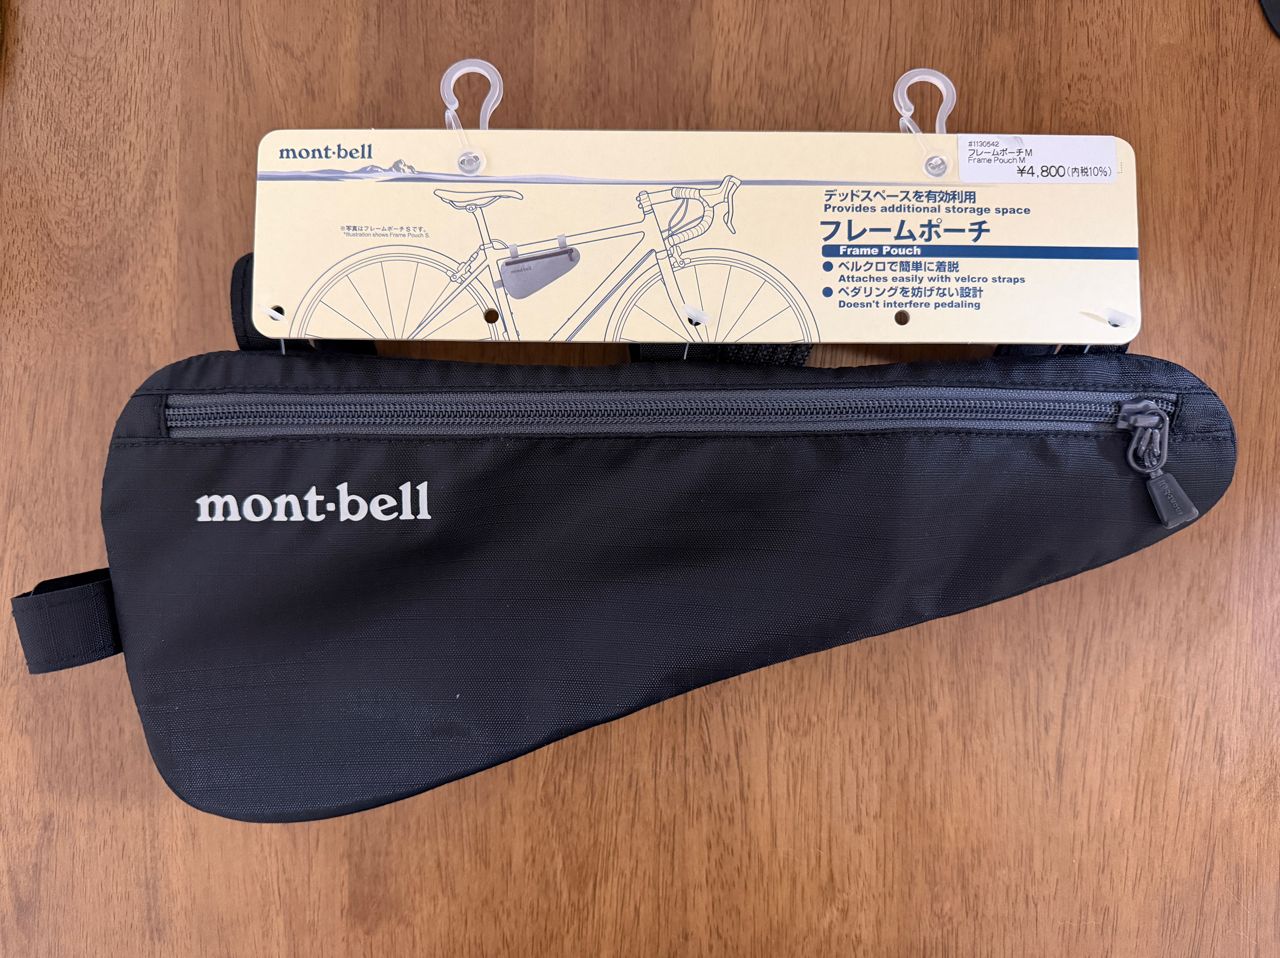 mont-bell
#1130542
フレームポーチ M
Frame Pouch M
¥4,800(内税10%)
デッドスペースを有効利用
Provides additional storage space
フレームポーチ
Frame Pouch
※写真はフレームポーチ S です。
*Illustration shows Frame Pouch S.
mont-bell
● ベルクロで簡単に着脱
Attaches easily with velcro straps
● ペダリングを妨げない設計
Doesn't interfere pedaling
mont-bell
mont-bell